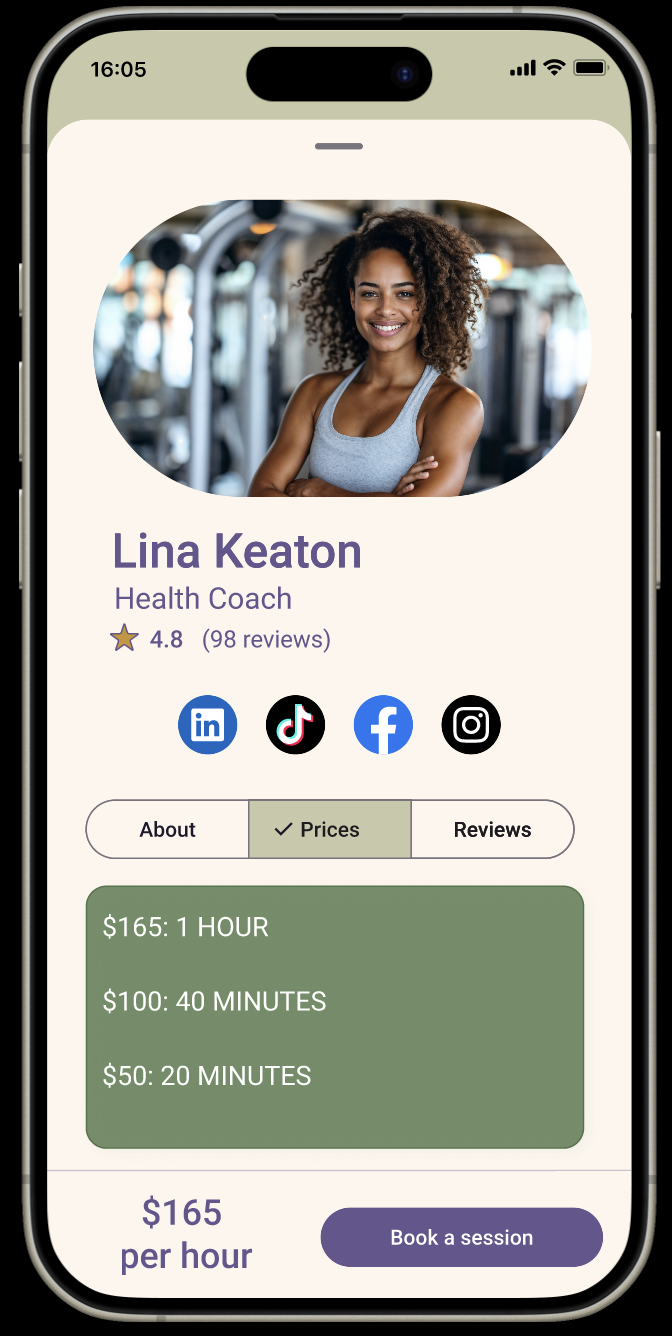 16:05
Lina Keaton
Health Coach
4.8 (98 reviews)
in
About
Prices
Reviews
$165: 1 HOUR
$100: 40 MINUTES
$50: 20 MINUTES
$165
per hour
Book a session